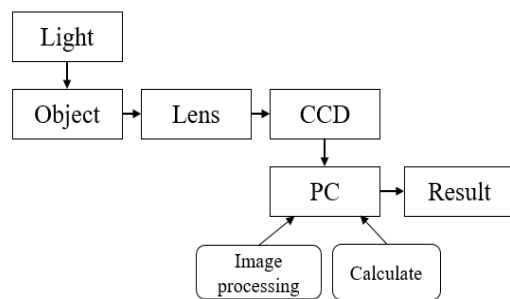 Light
Object
Lens
CCD
PC
Result
Image
processing
Calculate